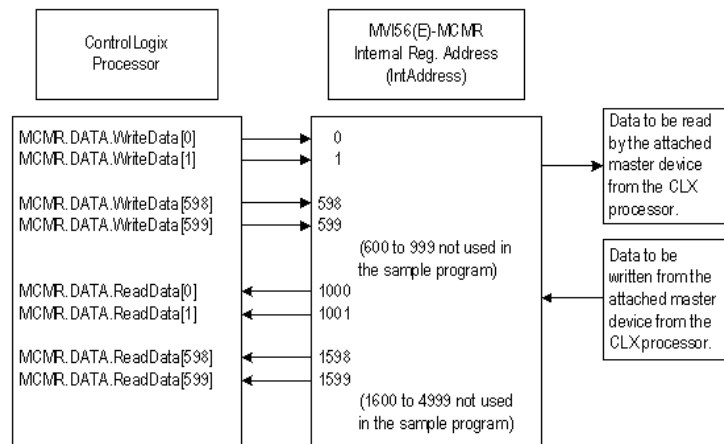 ControlLogix
Processor
MVI56(E)-MCMR
Internal Reg. Address
(IntAddress)
MCMR.DATA.WriteData[0]
0
MCMR.DATA.WriteData[1]
1
MCMR.DATA.WriteData[598]
598
MCMR.DATA.WriteData[599]
599
(600 to 999 not used in
the sample program)
MCMR.DATA.ReadData[0]
1000
MCMR.DATA.ReadData[1]
1001
MCMR.DATA.ReadData[598]
1598
MCMR.DATA.ReadData[599]
1599
(1600 to 4999 not used
in the sample program)
Data to be read
by the attached
master device
from the CLX
processor.
Data to be
written from the
attached master
device from the
CLX processor.